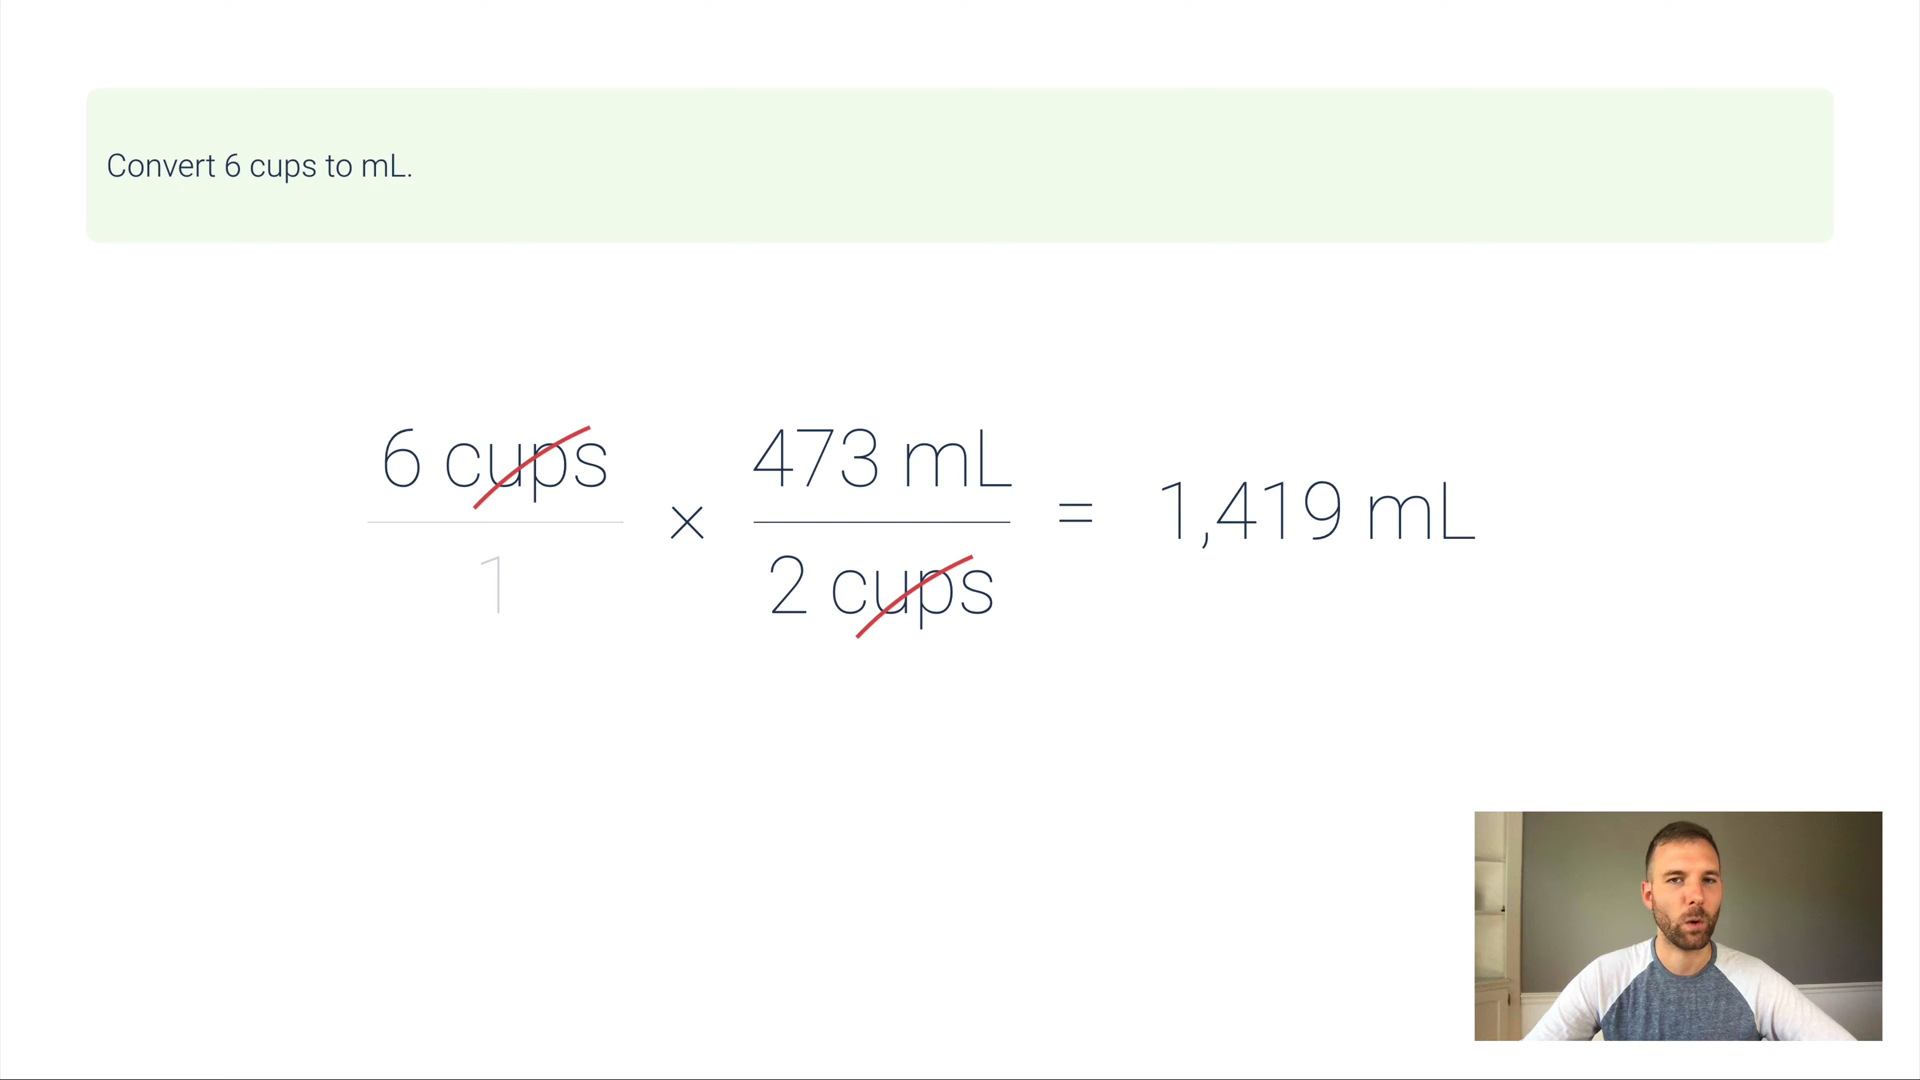 Convert 6 cups to mL.
6 cups
1
×
473 mL
2 cups
=
1,419 mL